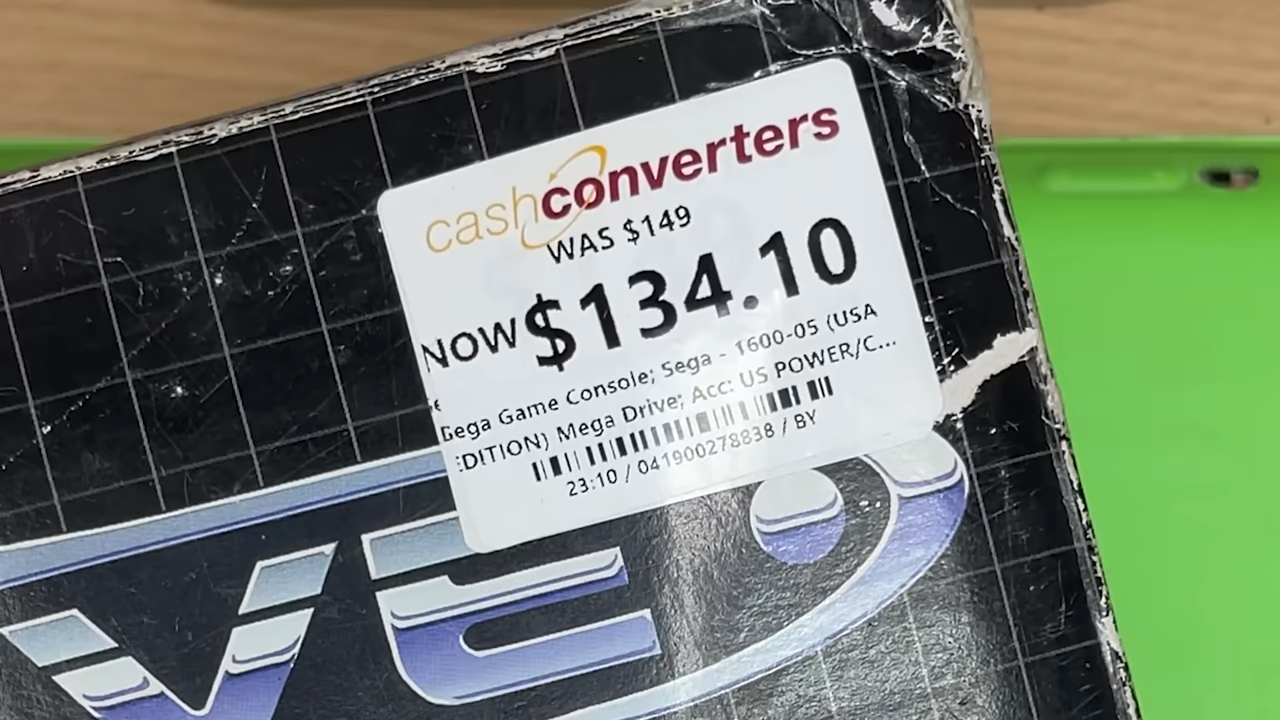 cashconverters
WAS $149
NOW $134.10
Sega Game Console; Sega - 1600-05 (USA
EDITION) Mega Drive; Acc: US POWER/C...
23:10 / 041900278838 / BY
VE